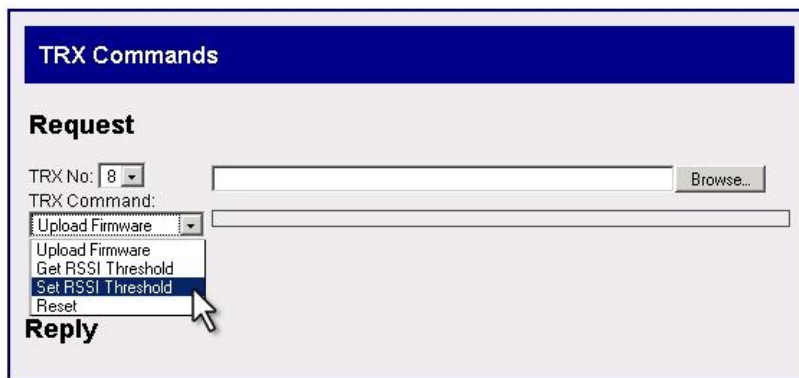 TRX Commands
Request
TRX No: 8
Browse...
TRX Command:
Upload Firmware
Upload Firmware
Get RSSI Threshold
Set RSSI Threshold
Reset
Reply